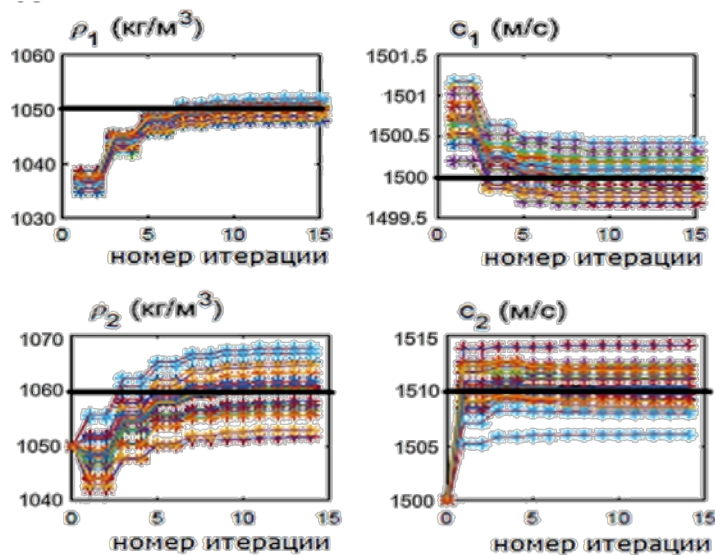 ρ1 (кг/м³)
1060
1050
1040
1030
0 5 10 15
номер итерации
c1 (м/с)
1501.5
1501
1500.5
1500
1499.5
0 5 10 15
номер итерации
ρ2 (кг/м³)
1070
1060
1050
1040
0 5 10 15
номер итерации
c2 (м/с)
1515
1510
1505
1500
0 5 10 15
номер итерации